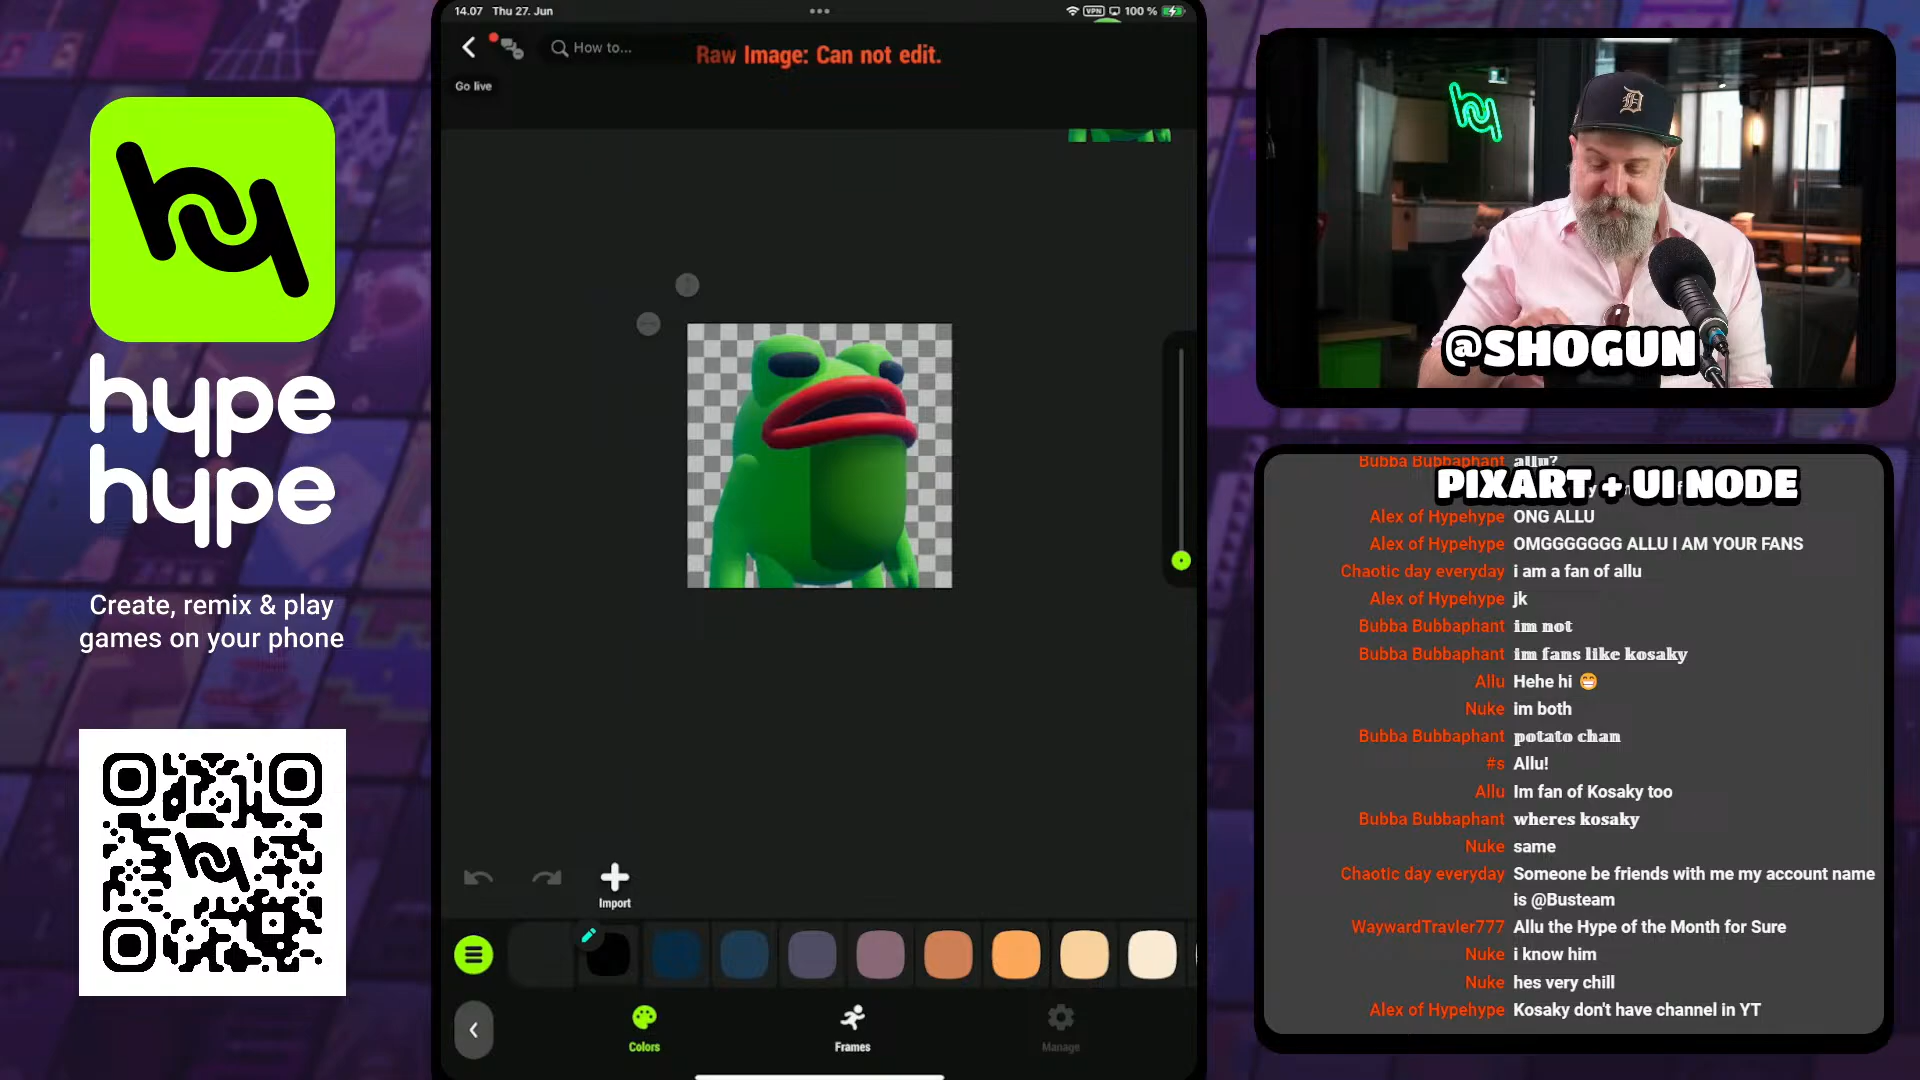 hype
hype
Create, remix & play
games on your phone
14.07 Thu 27. Jun
VPN
100 %
How to...
Raw Image: Can not edit.
Go live
Import
Colors
Frames
Manage
D
@SHOGUN
Bubba Bubbaphant allu?
PIXART + UI NODE
Alex of Hypehype ONG ALLU
Alex of Hypehype OMGGGGGGG ALLU I AM YOUR FANS
Chaotic day everyday i am a fan of allu
Alex of Hypehype jk
Bubba Bubbaphant im not
Bubba Bubbaphant im fans like kosaky
Allu Hehe hi 😁
Nuke im both
Bubba Bubbaphant potato chan
#s Allu!
Allu Im fan of Kosaky too
Bubba Bubbaphant wheres kosaky
Nuke same
Chaotic day everyday Someone be friends with me my account name
is @Busteam
WaywardTravler777 Allu the Hype of the Month for Sure
Nuke i know him
Nuke hes very chill
Alex of Hypehype Kosaky don't have channel in YT